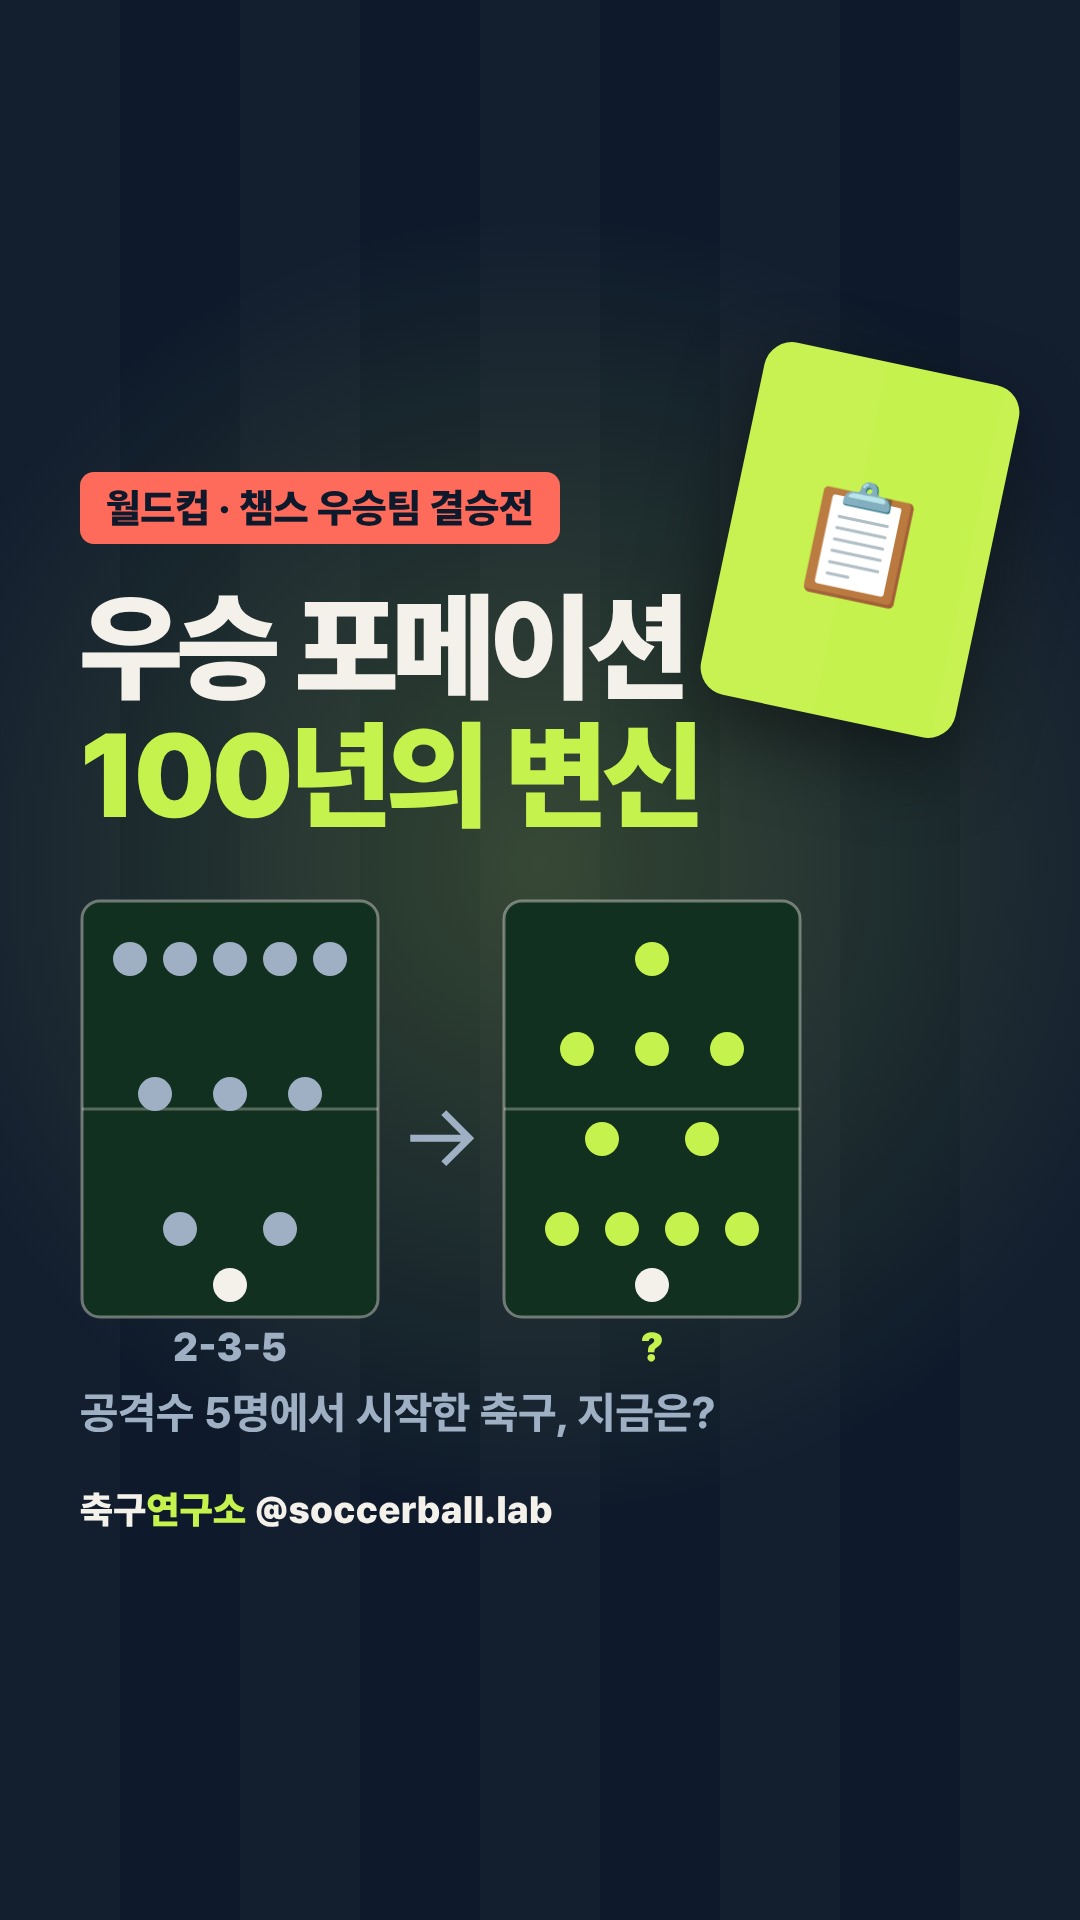 월드컵 · 챔스 우승팀 결승전
우승 포메이션
100년의 변신
→
2-3-5
?
공격수 5명에서 시작한 축구, 지금은?
축구연구소 @soccerball.lab